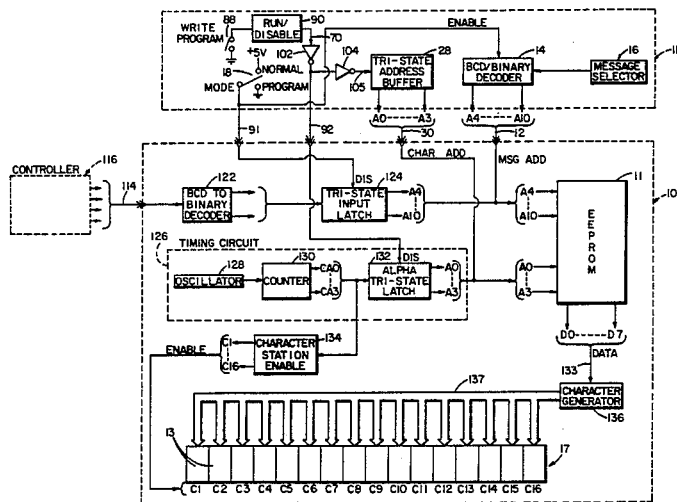 88
WRITE PROGRAM
RUN/
DISABLE
90
70
102
+5V
18
NORMAL
MODE
PROGRAM
104
105
TRI-STATE
ADDRESS
BUFFER
28
ENABLE
BCD/BINARY
DECODER
14
MESSAGE
SELECTOR
16
A0 A3
30
A4 A10
12
91
92
CHAR ADD
MSG ADD
CONTROLLER
116
114
BCD TO
BINARY
DECODER
122
DIS
TRI-STATE
INPUT
LATCH
124
A4
A10
A4
A10
11
EEPROM
10
126
TIMING CIRCUIT
128
OSCILLATOR
130
COUNTER
CA0
CA3
132
DIS
ALPHA
TRI-STATE
LATCH
A0
A3
A0
A3
D0 D7
DATA
133
ENABLE
C1
C16
CHARACTER
STATION
ENABLE
134
137
CHARACTER
GENERATOR
136
13
17
C1 C2 C3 C4 C5 C6 C7 C8 C9 C10 C11 C12 C13 C14 C15 C16